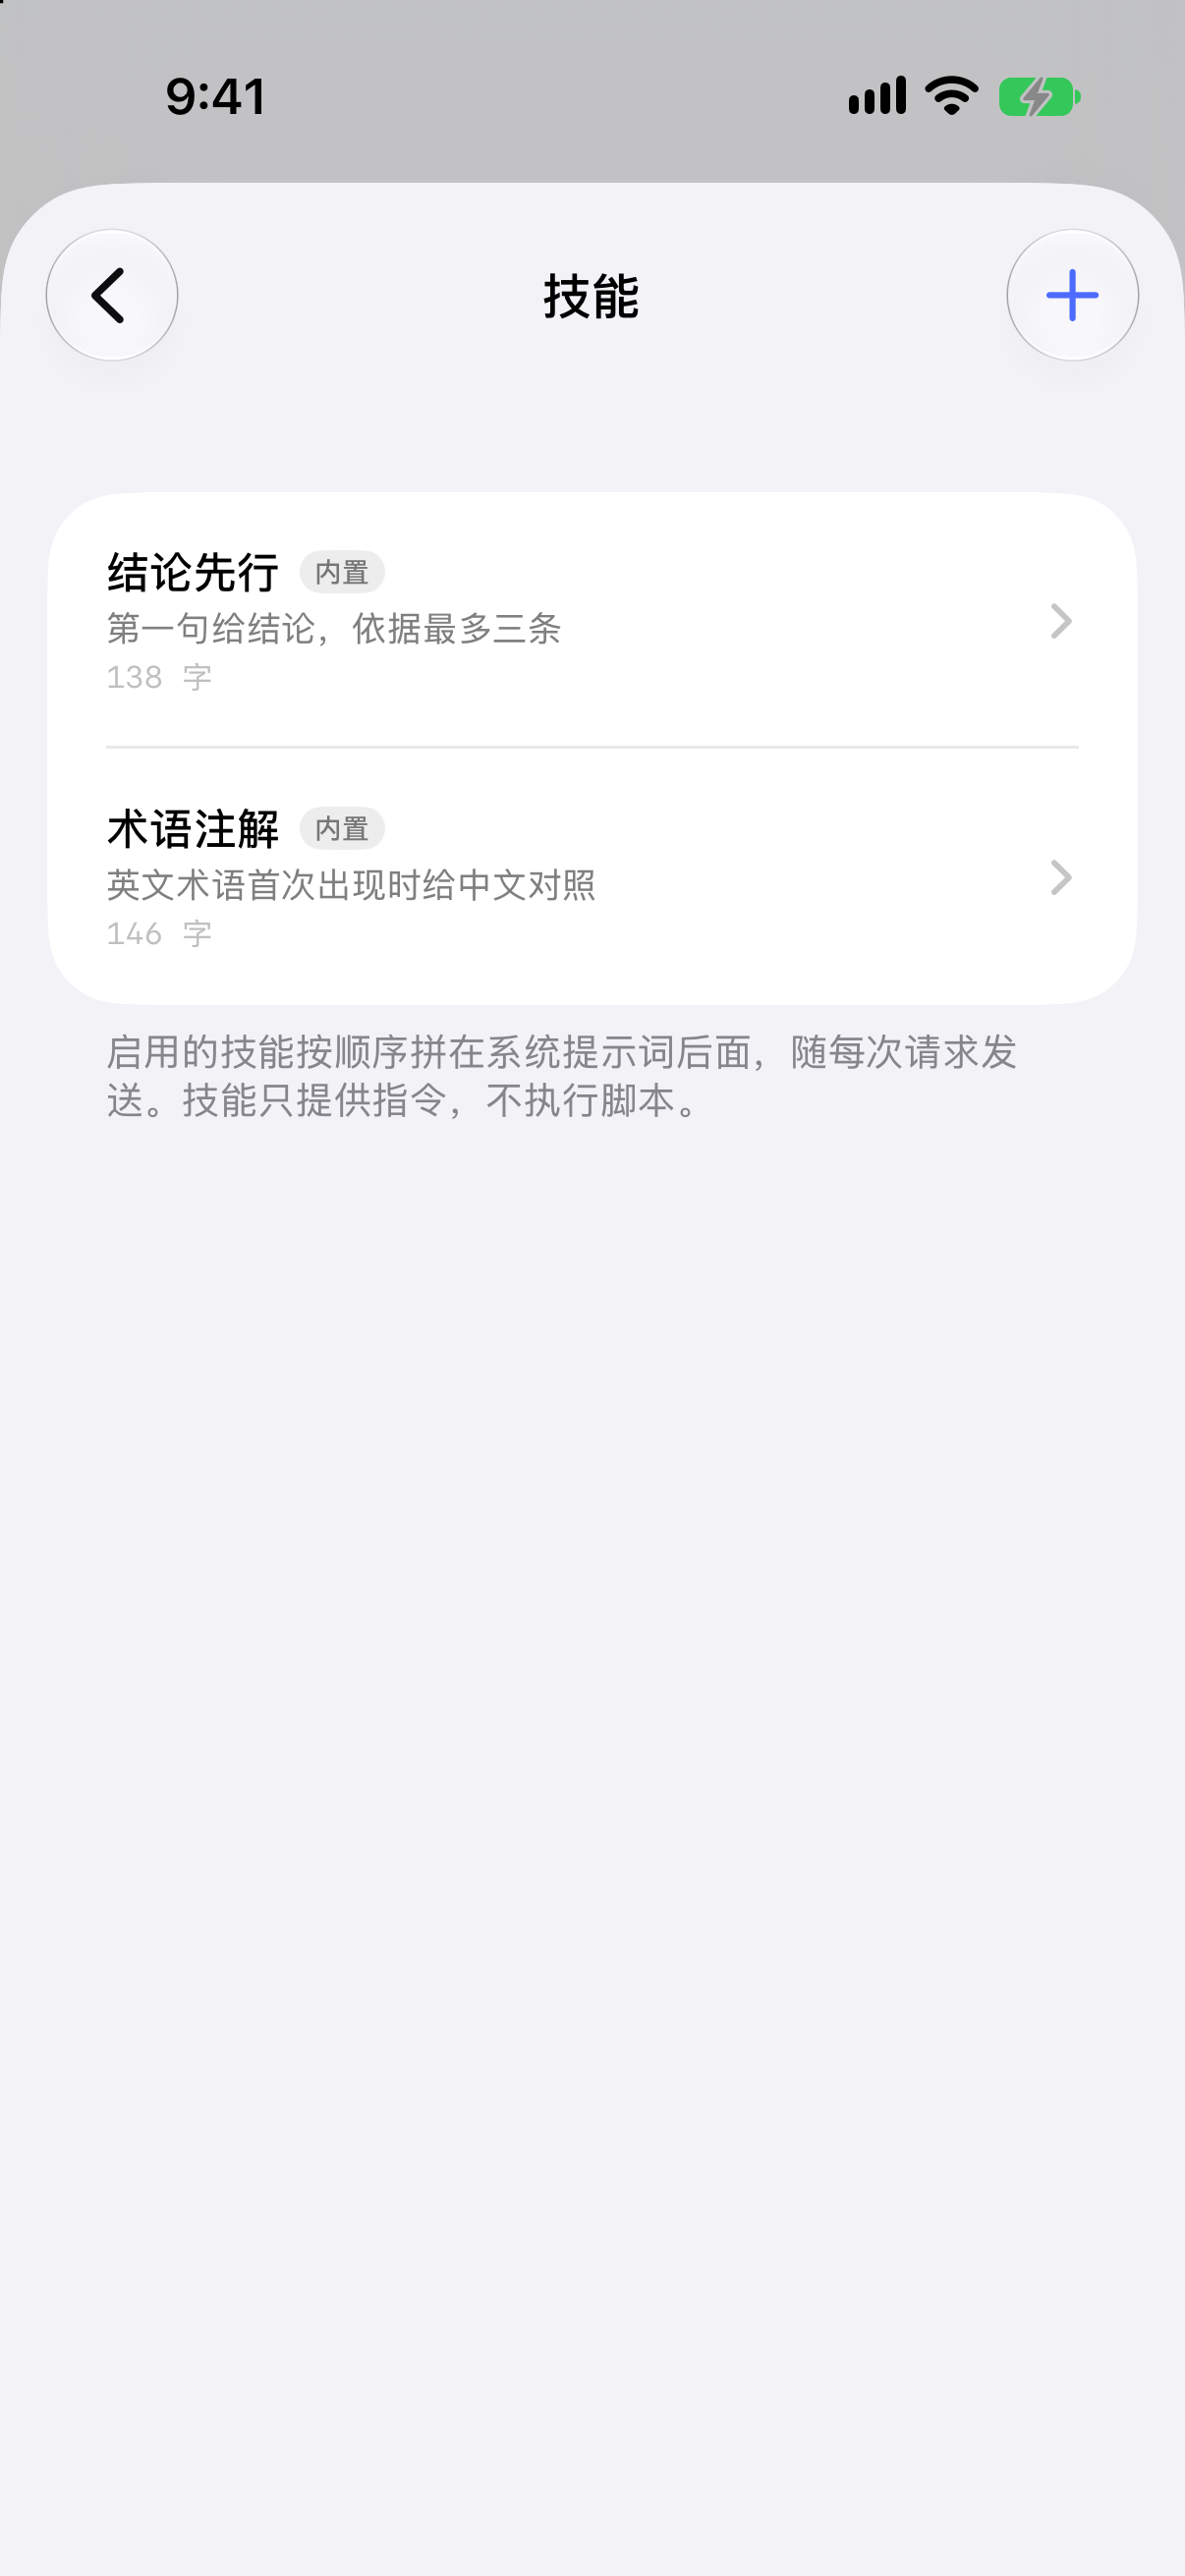 9:41
技能
结论先行 内置
第一句给结论，依据最多三条
138 字
术语注解 内置
英文术语首次出现时给中文对照
146 字
启用的技能按顺序拼在系统提示词后面，随每次请求发
送。技能只提供指令，不执行脚本。